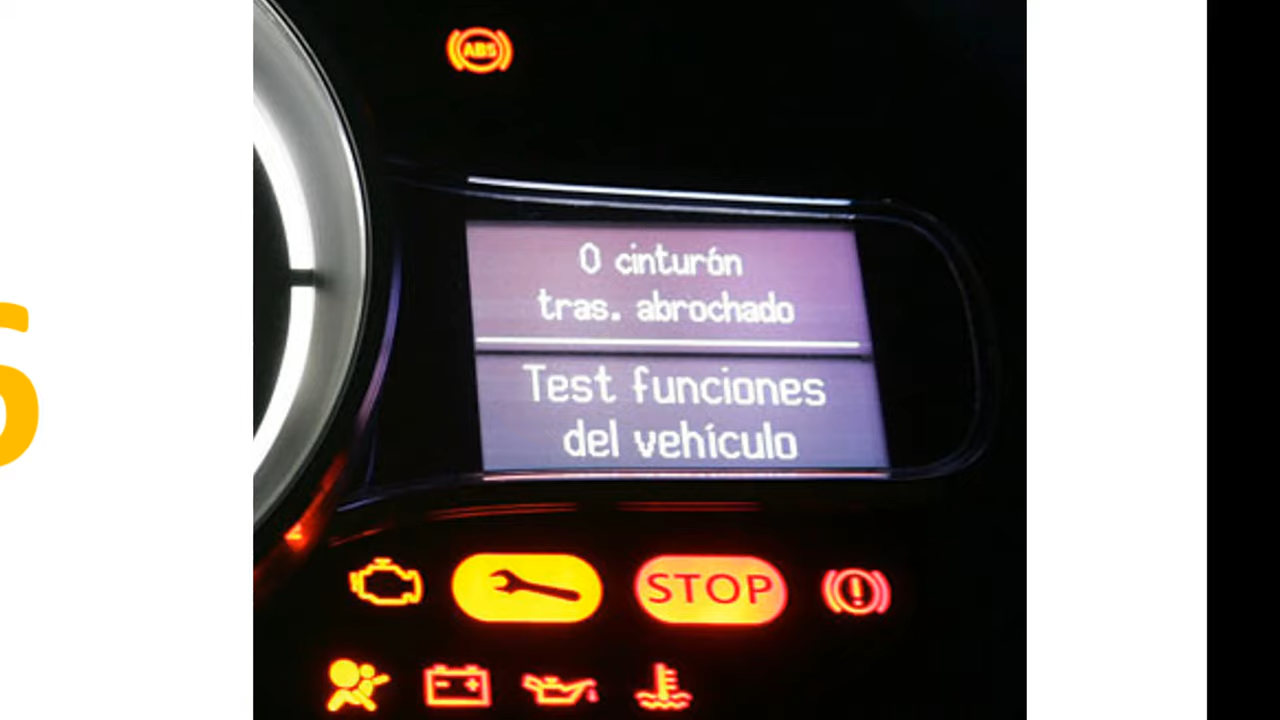 ABS
0 cinturón
tras. abrochado
Test funciones
del vehículo
STOP